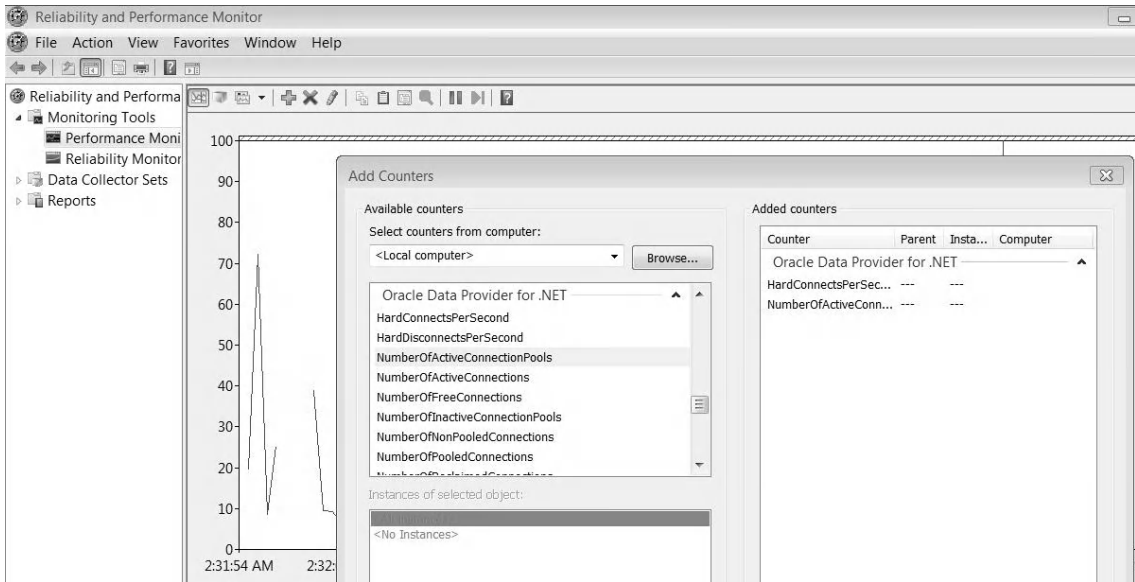 Reliability and Performance Monitor
File Action View Favorites Window Help
Reliability and Performa
Monitoring Tools
Performance Moni
Reliability Monitor
Data Collector Sets
Reports
100
90
80
70
60
50
40
30
20
10
0
2:31:54 AM 2:32:
Add Counters
Available counters
Select counters from computer:
<Local computer>
Browse...
Oracle Data Provider for .NET
HardConnectsPerSecond
HardDisconnectsPerSecond
NumberOfActiveConnectionPools
NumberOfActiveConnections
NumberOfFreeConnections
NumberOfInactiveConnectionPools
NumberOfNonPooledConnections
NumberOfPooledConnections
Instances of selected object:
<No Instances>
Added counters
Counter Parent Insta... Computer
Oracle Data Provider for .NET
HardConnectsPerSec... --- ---
NumberOfActiveConn... --- ---